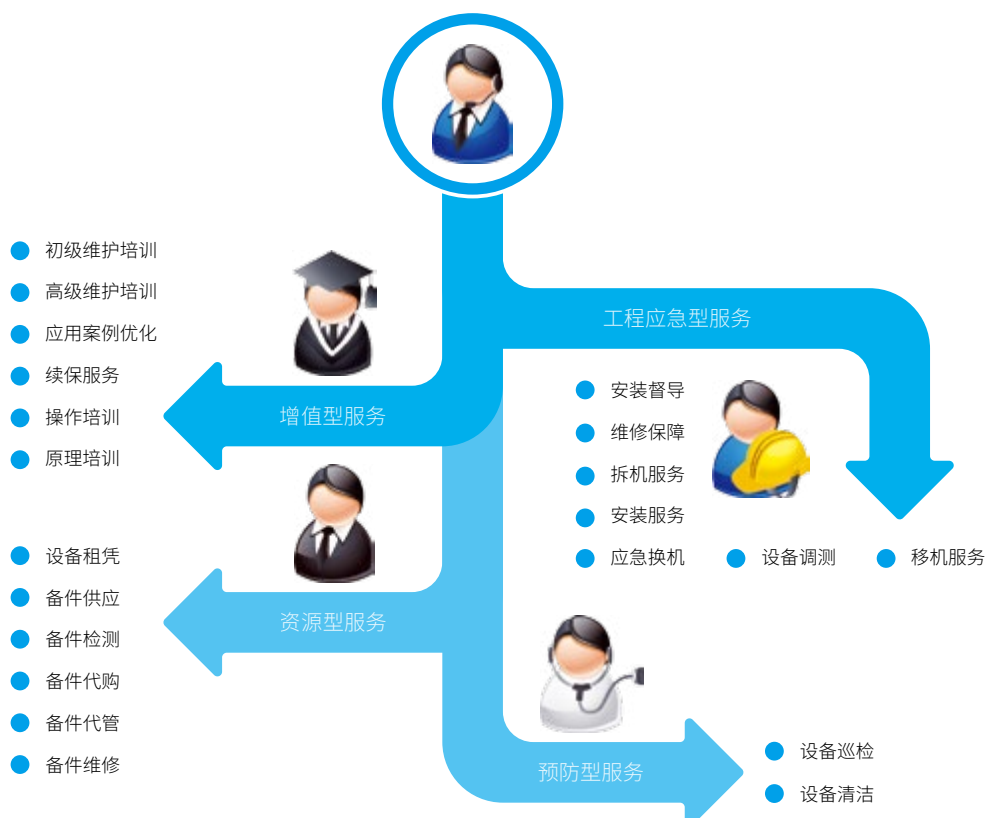 初级维护培训
高级维护培训
应用案例优化
续保服务
操作培训
原理培训
增值型服务
工程应急型服务
安装督导
维修保障
拆机服务
安装服务
应急换机 设备调测 移机服务
设备租凭
备件供应
备件检测
备件代购
备件代管
备件维修
资源型服务
预防型服务
设备巡检
设备清洁